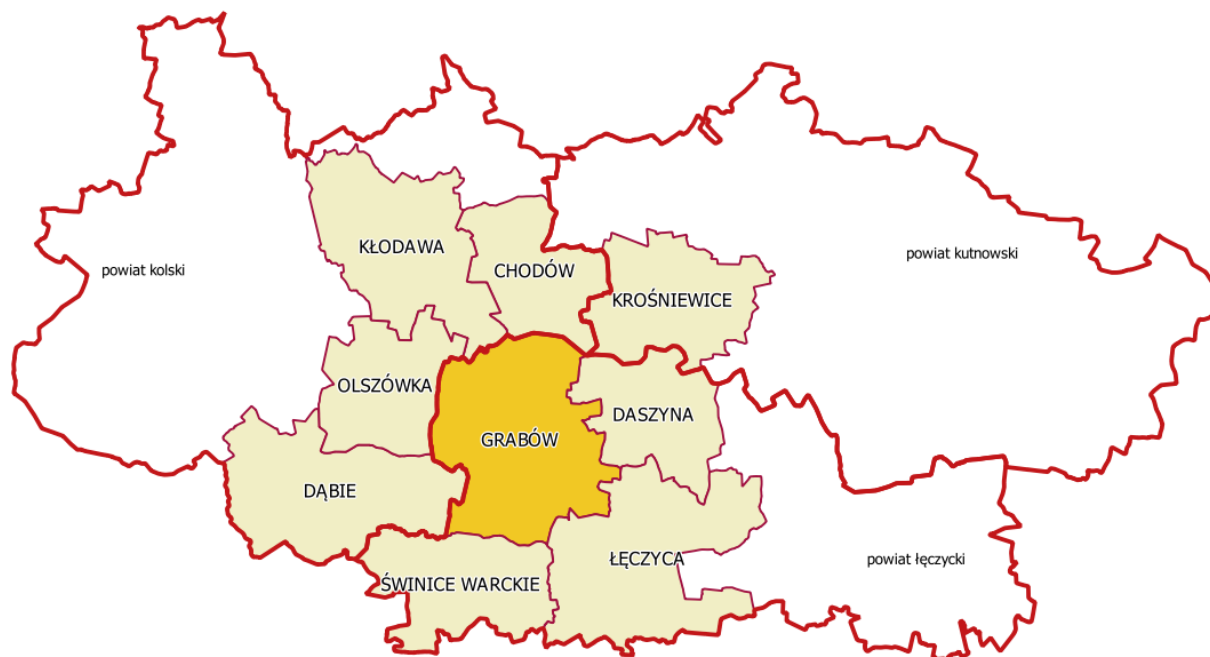 KŁODAWA
powiat kolski
CHODÓW
powiat kutnowski
KROŚNIEWICE
OLSZÓWKA
DASZYNA
GRABÓW
DĄBIE
ŁĘCZYCA
powiat łęczycki
ŚWINICE WARCKIE